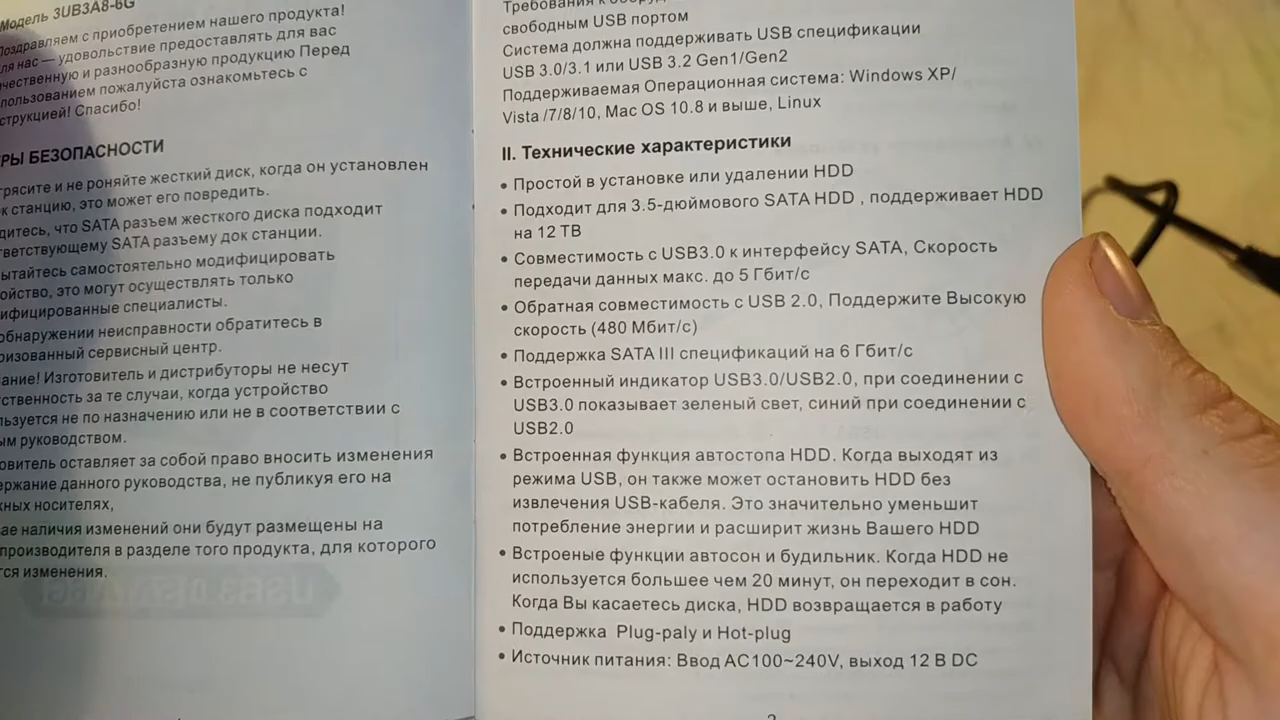 Модель 3UB3A8-6G
Поздравляем с приобретением нашего продукта!
для нас — удовольствие предоставлять для вас
качественную и разнообразную продукцию Перед
использованием пожалуйста ознакомьтесь с
инструкцией! Спасибо!
РЫ БЕЗОПАСНОСТИ
трясите и не роняйте жесткий диск, когда он установлен
к станцию, это может его повредить.
дитесь, что SATA разъем жесткого диска подходит
тветствующему SATA разъему док станции.
ытайтесь самостоятельно модифицировать
ойство, это могут осуществлять только
ифицированные специалисты.
обнаружении неисправности обратитесь в
ризованный сервисный центр.
ание! Изготовитель и дистрибуторы не несут
тственность за те случаи, когда устройство
льзуется не по назначению или не в соответствии с
ым руководством.
овитель оставляет за собой право вносить изменения
ержание данного руководства, не публикуя его на
жных носителях,
ае наличия изменений они будут размещены на
производителя в разделе того продукта, для которого
тся изменения.
Требования к
свободным USB портом
Система должна поддерживать USB спецификации
USB 3.0/3.1 или USB 3.2 Gen1/Gen2
Поддерживаемая Операционная система: Windows XP/
Vista /7/8/10, Mac OS 10.8 и выше, Linux
II. Технические характеристики
• Простой в установке или удалении HDD
• Подходит для 3.5-дюймового SATA HDD , поддерживает HDD
на 12 TB
• Совместимость с USB3.0 к интерфейсу SATA, Скорость
передачи данных макс. до 5 Гбит/с
• Обратная совместимость с USB 2.0, Поддержите Высокую
скорость (480 Мбит/с)
• Поддержка SATA III спецификаций на 6 Гбит/с
• Встроенный индикатор USB3.0/USB2.0, при соединении с
USB3.0 показывает зеленый свет, синий при соединении с
USB2.0
• Встроенная функция автостопа HDD. Когда выходят из
режима USB, он также может остановить HDD без
извлечения USB-кабеля. Это значительно уменьшит
потребление энергии и расширит жизнь Вашего HDD
• Встроеные функции автосон и будильник. Когда HDD не
используется большее чем 20 минут, он переходит в сон.
Когда Вы касаетесь диска, HDD возвращается в работу
• Поддержка Plug-paly и Hot-plug
• Источник питания: Ввод AC100~240V, выход 12 В DC